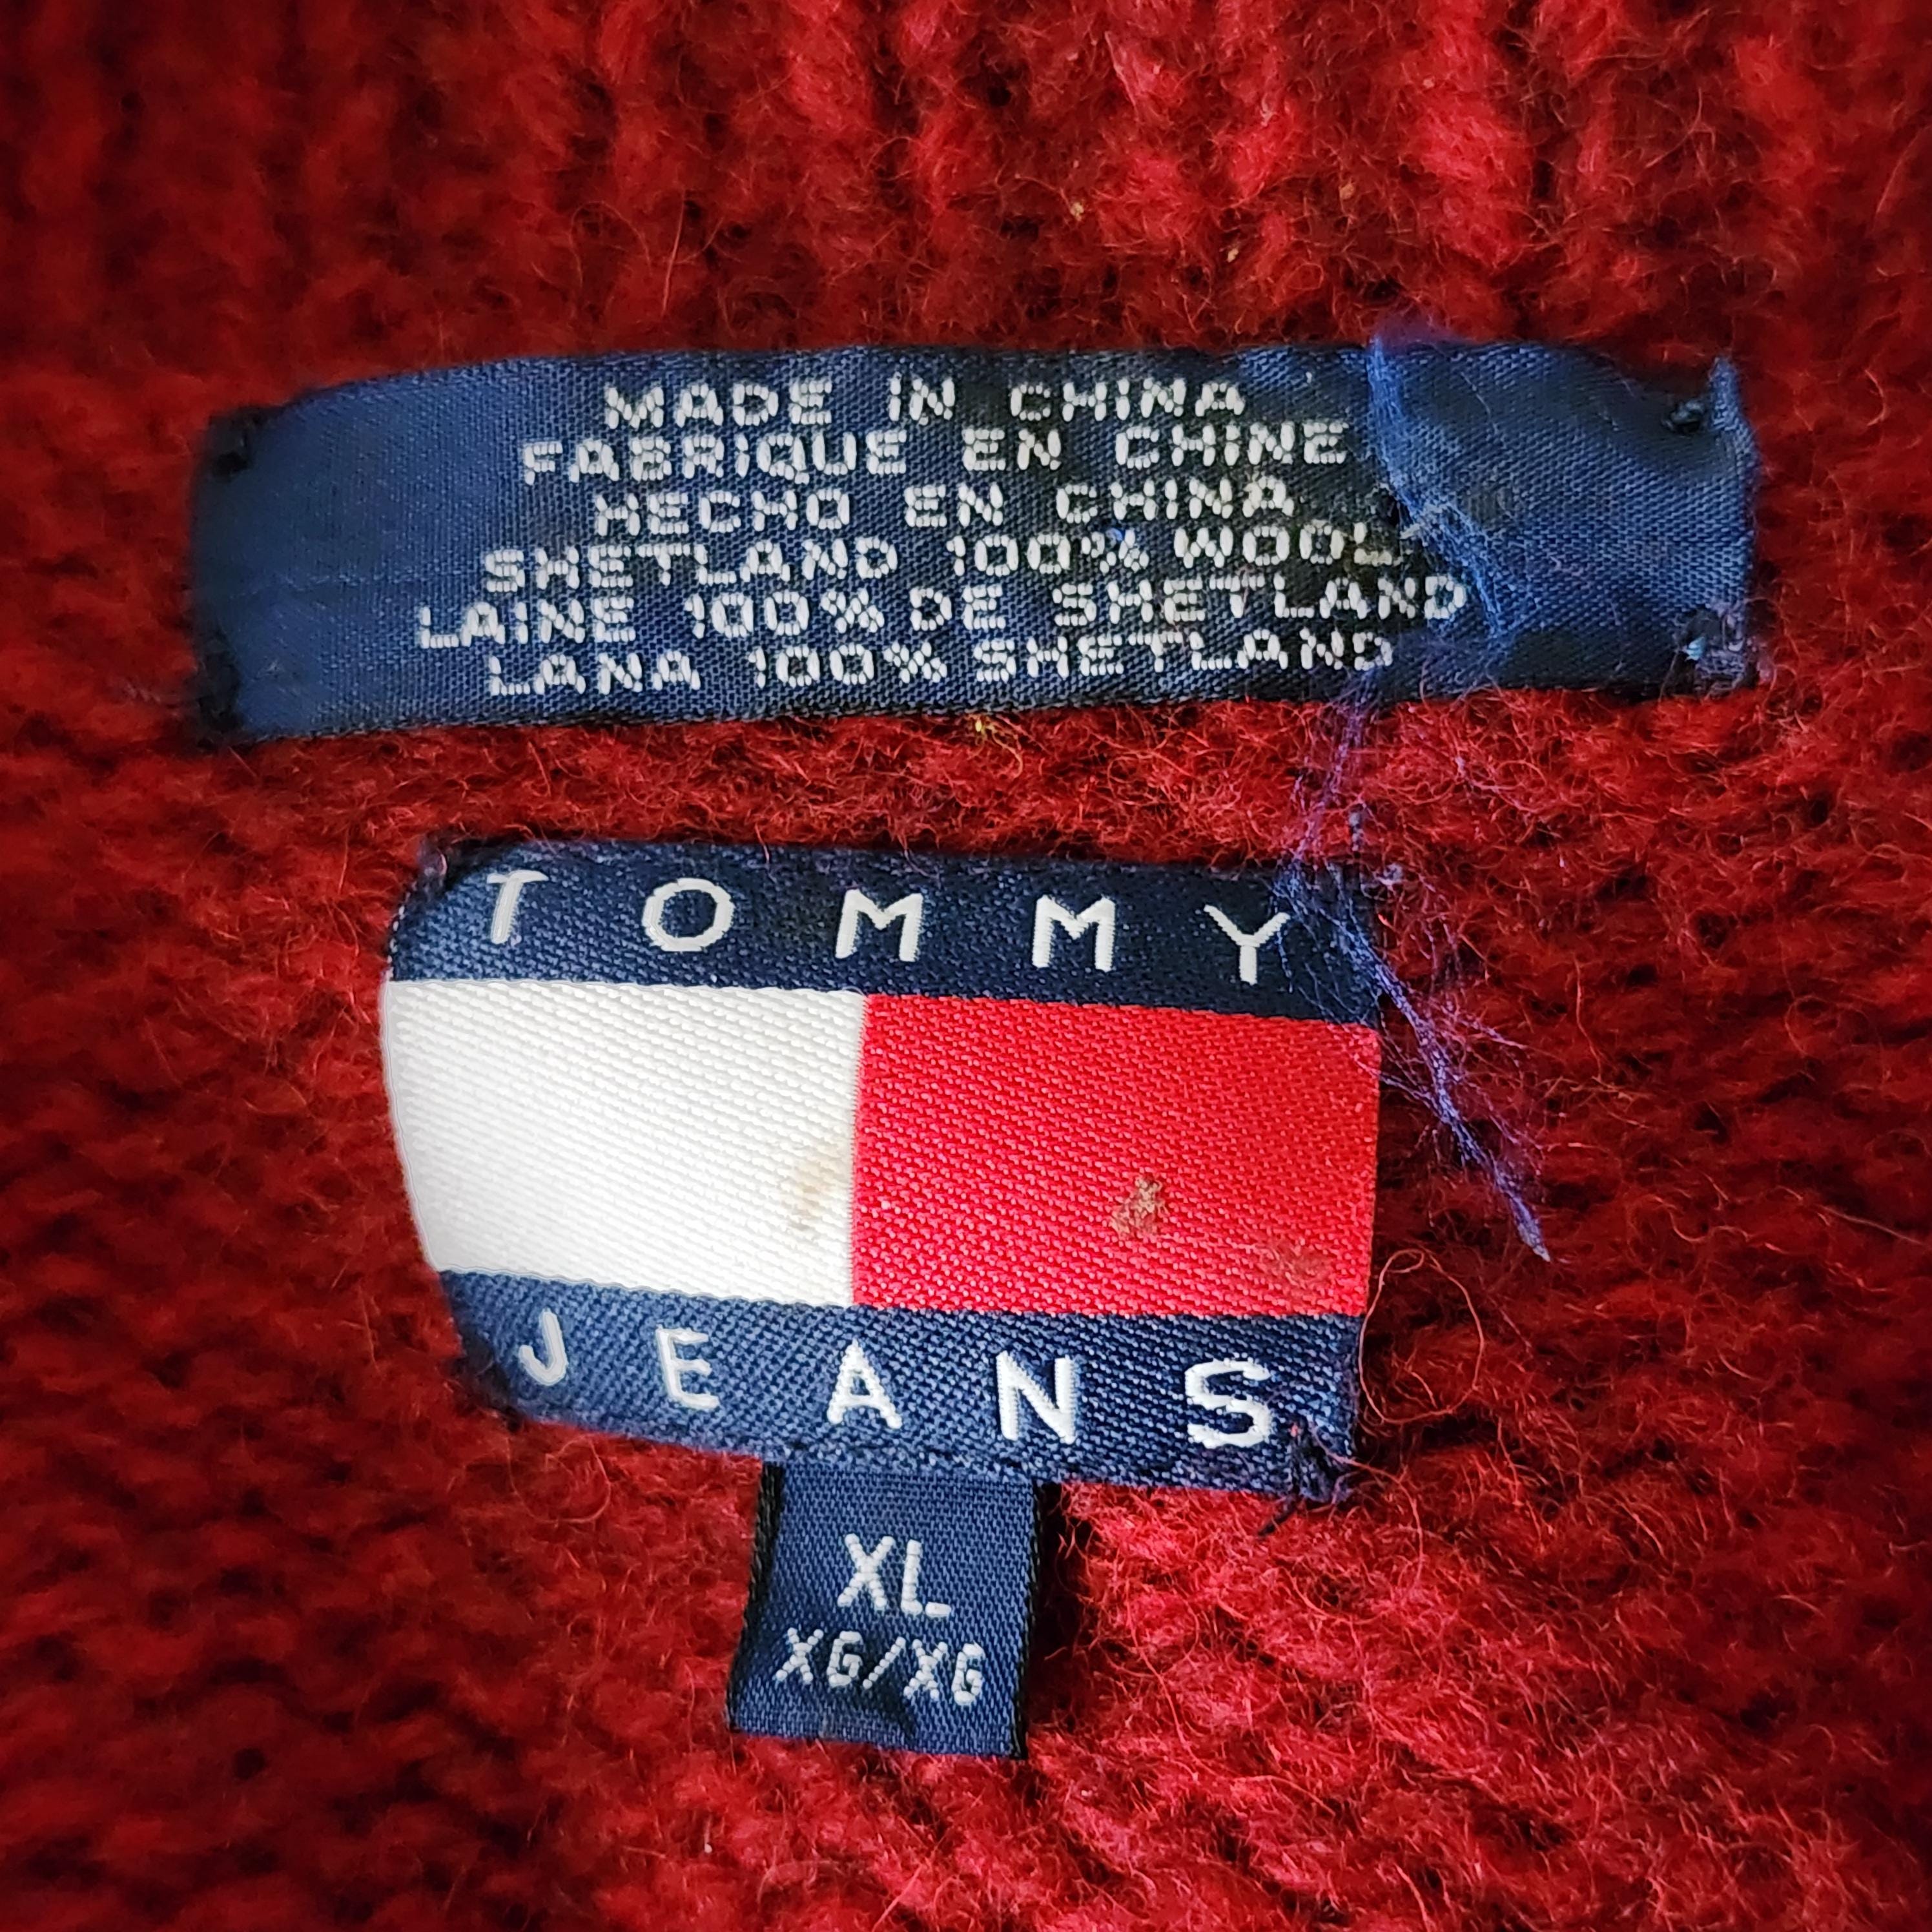 MADE IN CHINA
FABRIQUE EN CHINE
HECHO EN CHINA
SHETLAND 100% WOOL
LAINE 100% DE SHETLAND
LANA 100% SHETLAND
TOMMY
JEANS
XL
XG/XG